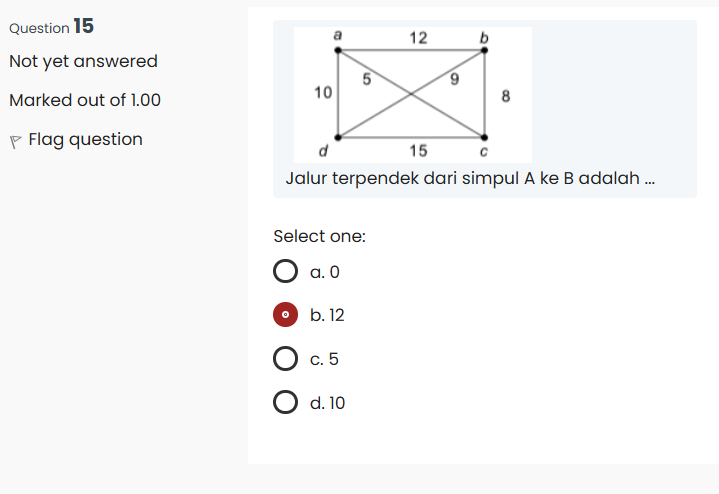 Question 15
Not yet answered
Marked out of 1.00
Flag question
a 12 b
5 9
10 8
d 15 c
Jalur terpendek dari simpul A ke B adalah ...
Select one:
a. 0
b. 12
c. 5
d. 10